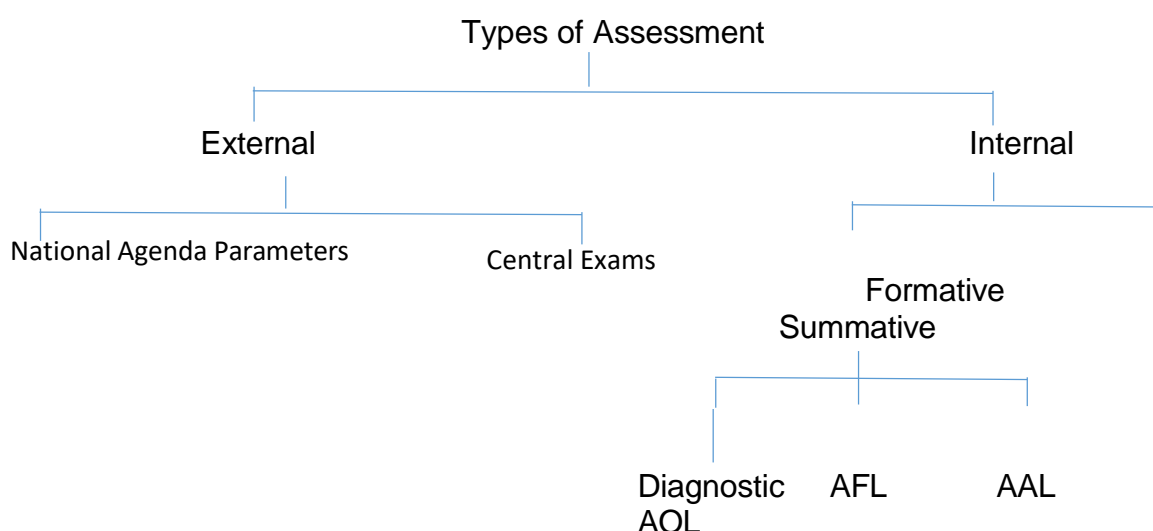 Types of Assessment
External Internal
National Agenda Parameters Central Exams
Formative
Summative
Diagnostic AFL AAL
AOL